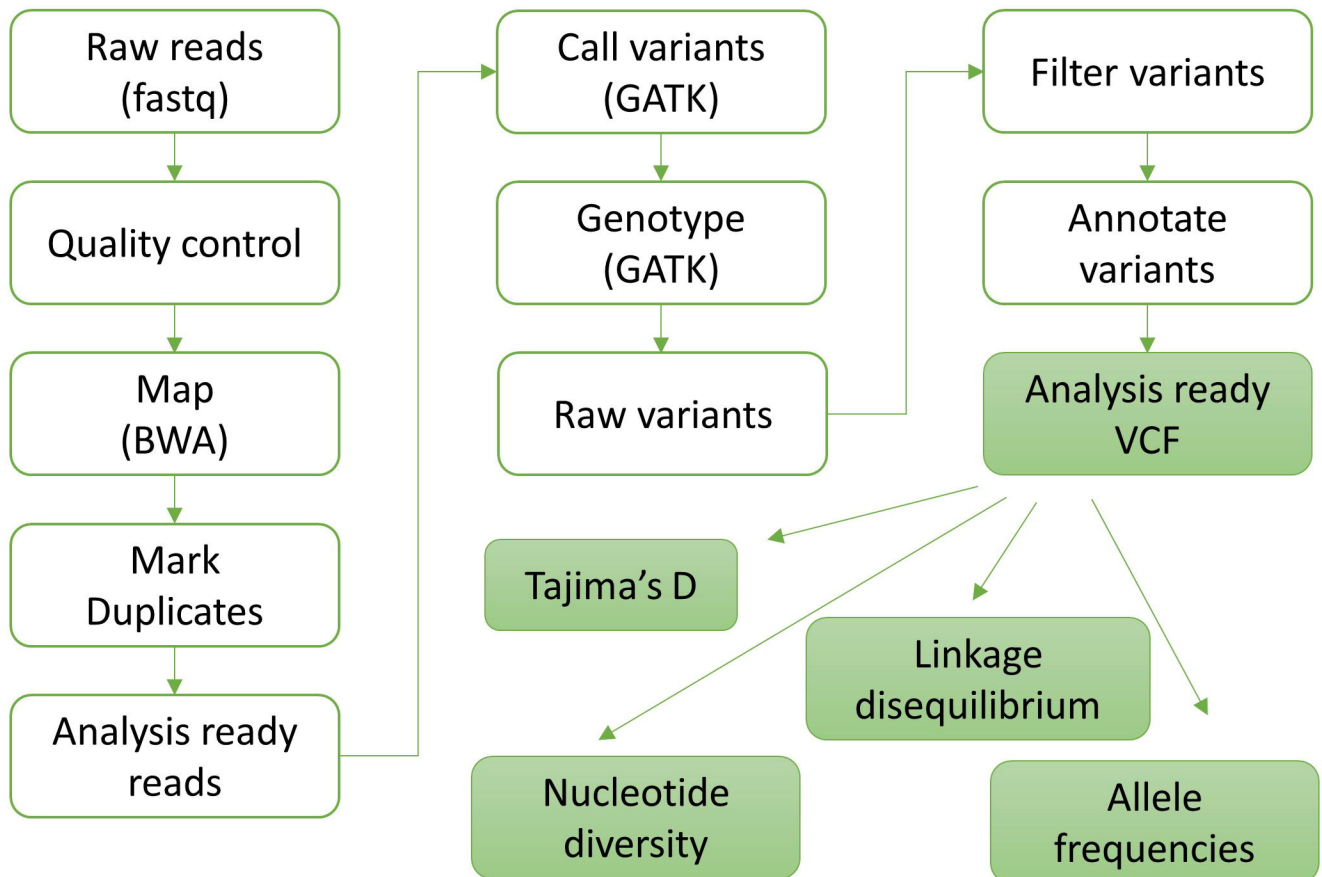 Raw reads
(fastq)
Quality control
Map
(BWA)
Mark
Duplicates
Analysis ready
reads
Call variants
(GATK)
Genotype
(GATK)
Raw variants
Filter variants
Annotate
variants
Analysis ready
VCF
Tajima’s D
Linkage
disequilibrium
Nucleotide
diversity
Allele
frequencies